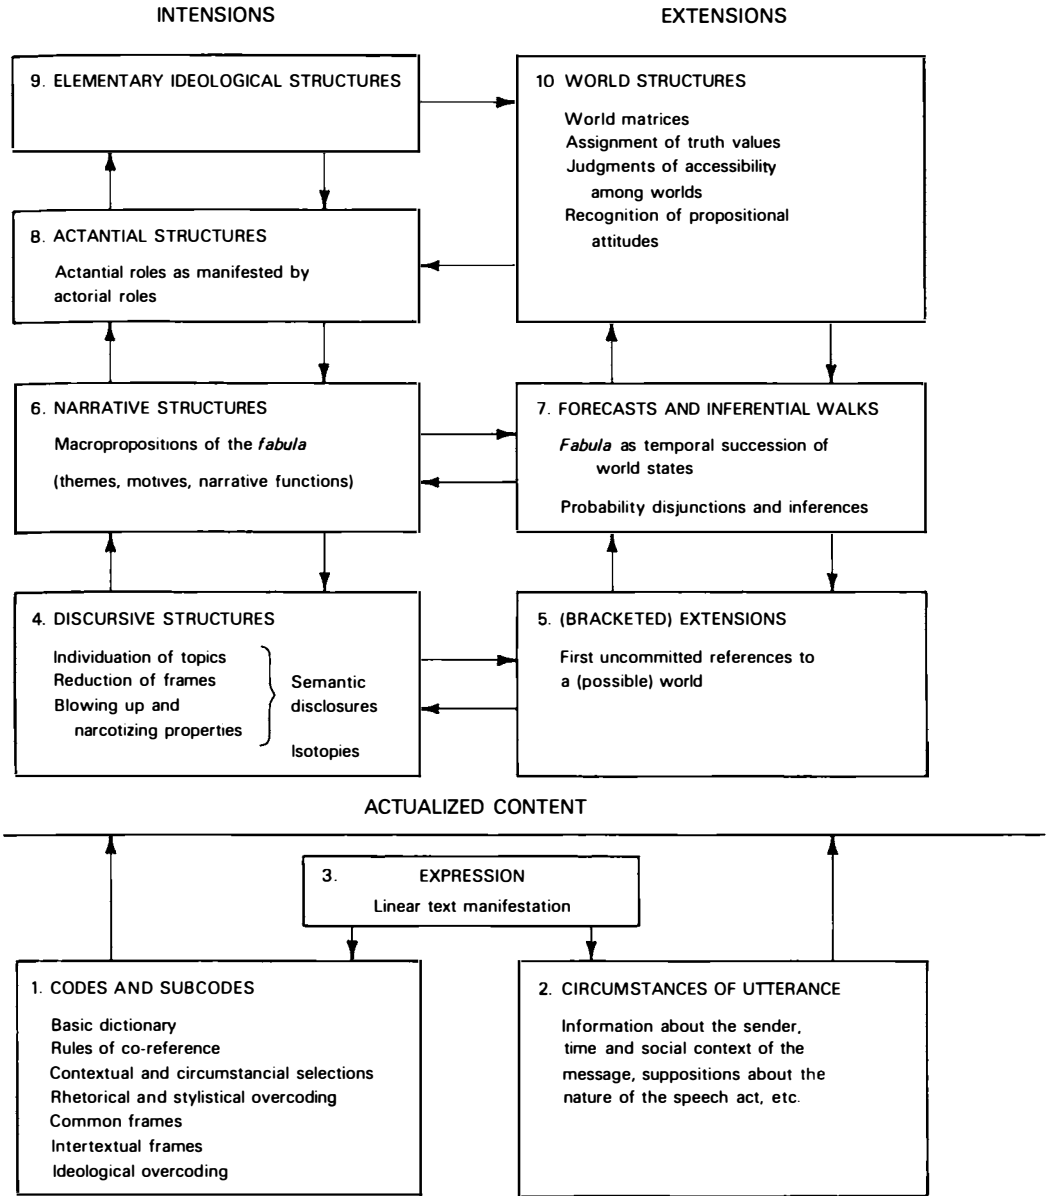 INTENSIONS
EXTENSIONS
9. ELEMENTARY IDEOLOGICAL STRUCTURES
10 WORLD STRUCTURES
World matrices
Assignment of truth values
Judgments of accessibility
among worlds
Recognition of propositional
attitudes
8. ACTANTIAL STRUCTURES
Actantial roles as manifested by
actorial roles
6. NARRATIVE STRUCTURES
Macropropositions of the fabula
(themes, motives, narrative functions)
7. FORECASTS AND INFERENTIAL WALKS
Fabula as temporal succession of
world states
Probability disjunctions and inferences
4. DISCURSIVE STRUCTURES
Individuation of topics
Reduction of frames
Blowing up and
narcotizing properties
Semantic
disclosures
Isotopies
5. (BRACKETED) EXTENSIONS
First uncommitted references to
a (possible) world
ACTUALIZED CONTENT
3. EXPRESSION
Linear text manifestation
1. CODES AND SUBCODES
Basic dictionary
Rules of co-reference
Contextual and circumstancial selections
Rhetorical and stylistical overcoding
Common frames
Intertextual frames
Ideological overcoding
2. CIRCUMSTANCES OF UTTERANCE
Information about the sender,
time and social context of the
message, suppositions about the
nature of the speech act, etc.